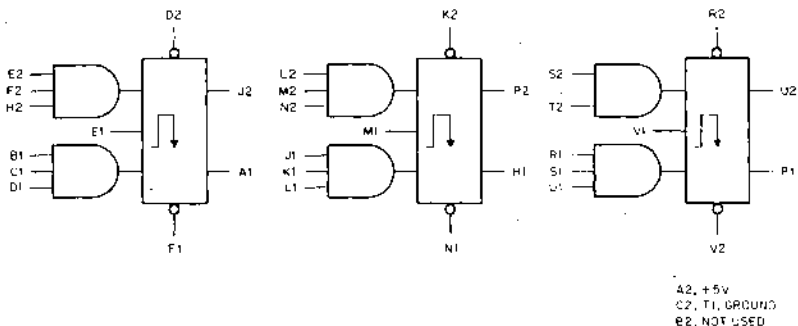 D2 K2 R2
E2 L2 S2
F2 M2
H2 N2 T2
J2 P2 U2
E1 M1 V1
B1 J1 R1
C1 K1 S1
D1 L1 U1
A1 H1 P1
F1 N1 V2
A2, +5V
C2, T1, GROUND
B2, NOT USED